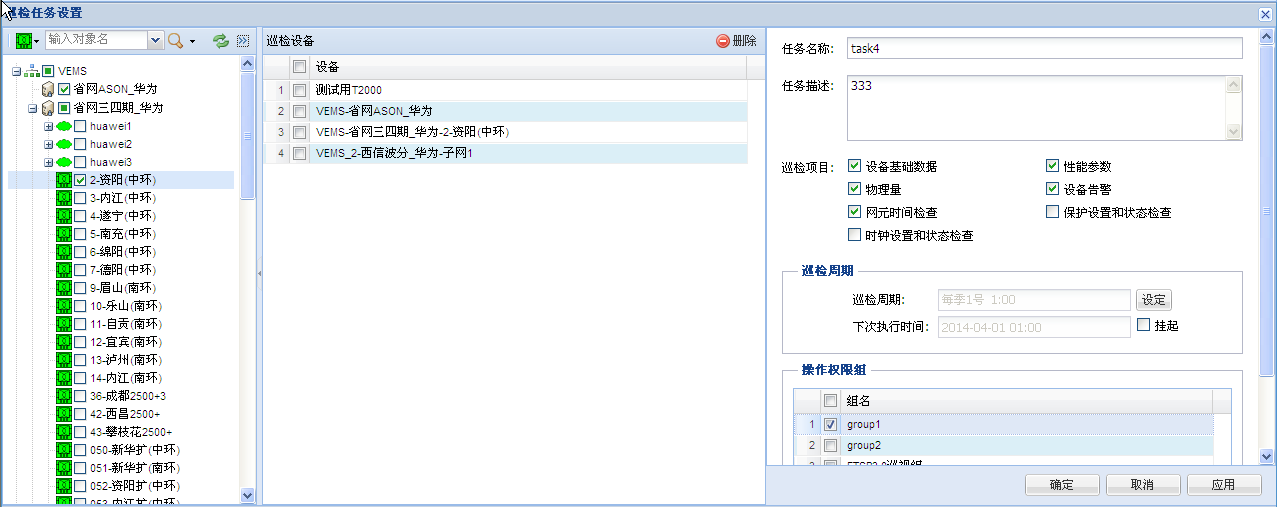 巡检任务设置
输入对象名
VEMS
省网ASON_华为
省网三四期_华为
huawei1
huawei2
huawei3
2-资阳(中环)
3-内江(中环)
4-遂宁(中环)
5-南充(中环)
6-绵阳(中环)
7-德阳(中环)
9-眉山(南环)
10-乐山(南环)
11-自贡(南环)
12-宜宾(南环)
13-泸州(南环)
14-内江(南环)
36-成都2500+3
42-西昌2500+
43-攀枝花2500+
050-新华扩(中环)
051-新华扩(南环)
052-资阳扩(中环)
053-内江扩(中环)
巡检设备
删除
设备
1 测试用T2000
2 VEMS-省网ASON_华为
3 VEMS-省网三四期_华为-2-资阳(中环)
4 VEMS_2-西信波分_华为-子网1
任务名称: task4
任务描述: 333
巡检项目: 设备基础数据 性能参数
物理量 设备告警
网元时间检查 保护设置和状态检查
时钟设置和状态检查
巡检周期
巡检周期: 每季1号 1:00 设定
下次执行时间: 2014-04-01 01:00 挂起
操作权限组
组名
1 group1
2 group2
确定 取消 应用